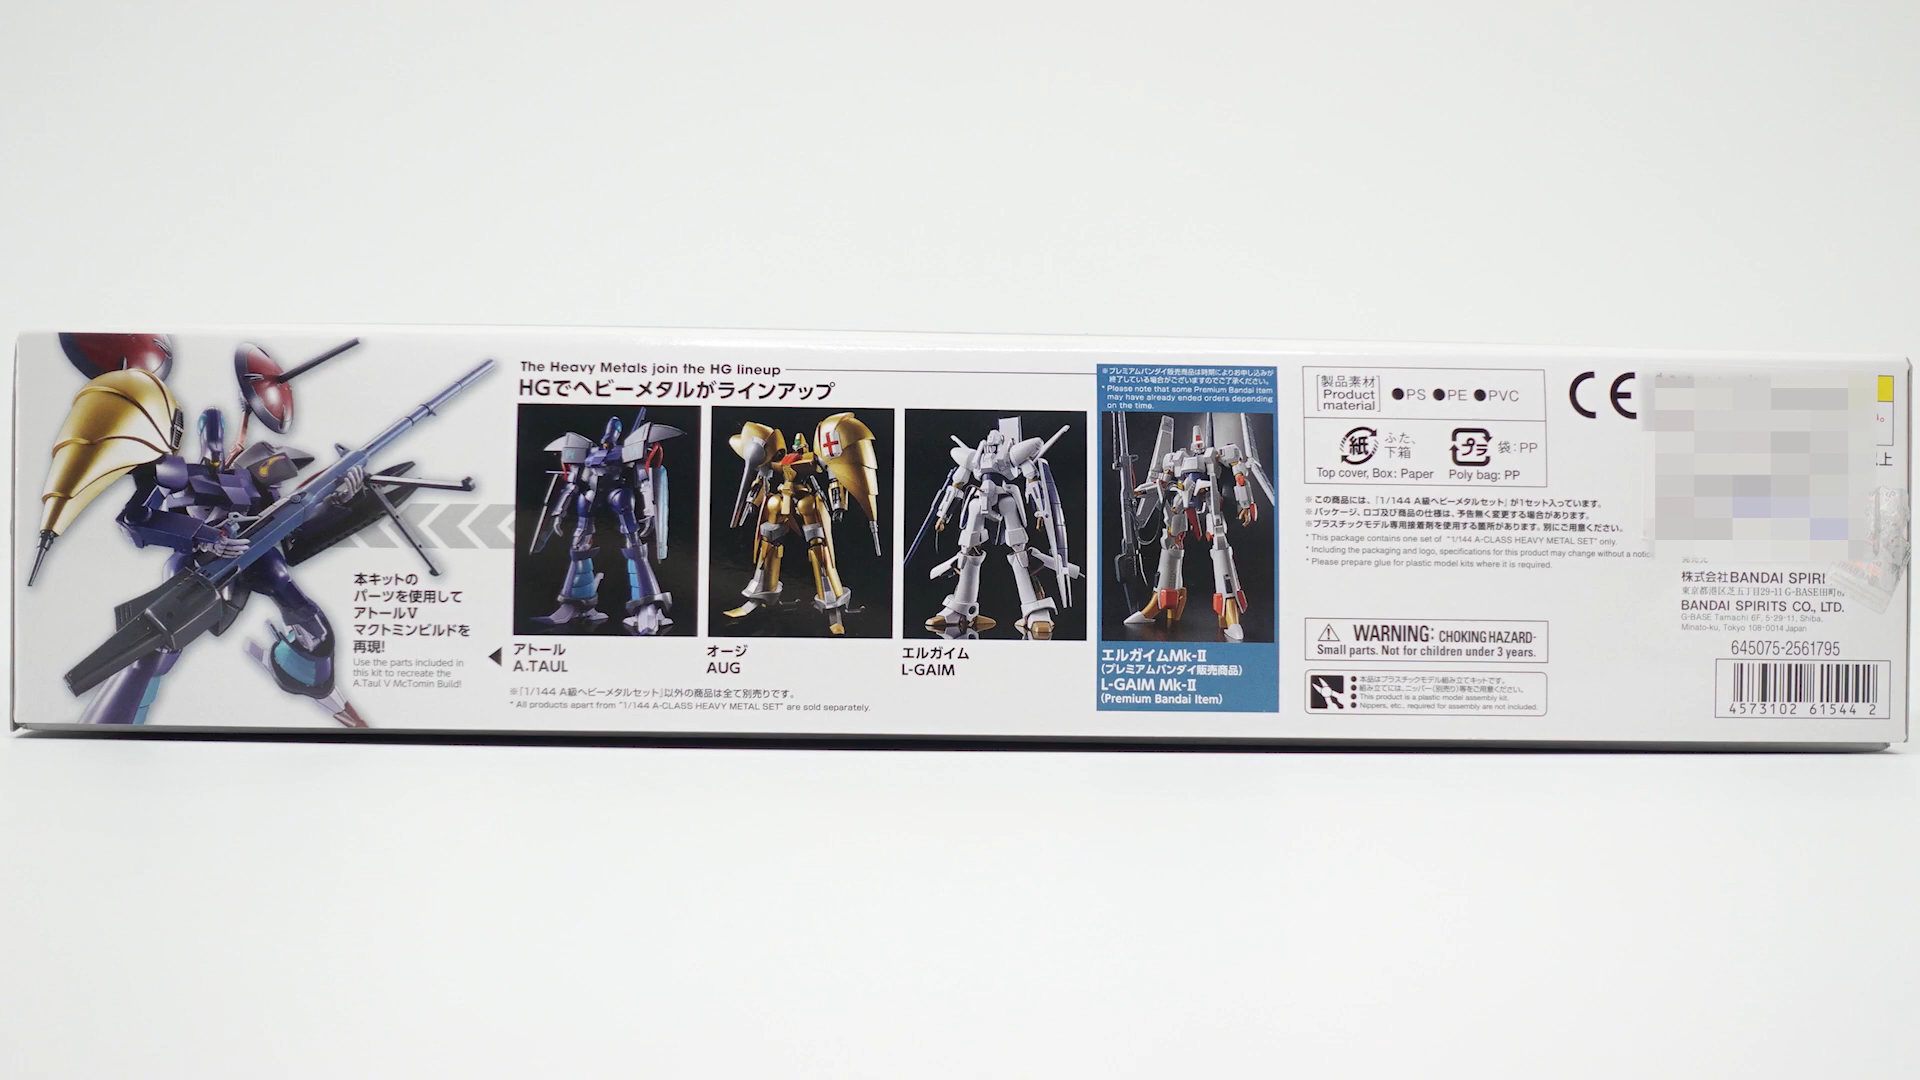 本キットの
パーツを使用して
アトールV
マクトミンビルドを
再現!
Use the parts included in
this kit to recreate the
A.Taul V McTomin Build!
The Heavy Metals join the HG lineup
HGでヘビーメタルがラインアップ
アトール
A.TAUL
オージ
AUG
エルガイム
L-GAIM
※「1/144 A級ヘビーメタルセット」以外の商品は全て別売りです。
* All products apart from "1/144 A-CLASS HEAVY METAL SET" are sold separately.
※プレミアムバンダイ販売商品は時期によりお申し込みが
終了している場合がございますのでご了承ください。
* Please note that some Premium Bandai Item
may have already ended orders depending
on the time.
エルガイムMk-Ⅱ
(プレミアムバンダイ販売商品)
L-GAIM Mk-Ⅱ
(Premium Bandai Item)
[製品素材 Product material] ●PS ●PE ●PVC
紙 ふた、下箱
Top cover, Box: Paper
プラ 袋:PP
Poly bag: PP
※この商品には、「1/144 A級ヘビーメタルセット」が1セット入っています。
※パッケージ、ロゴ及び商品の仕様は、予告無く変更する場合があります。
※プラスチックモデル専用接着剤を使用する箇所があります。別にご用意ください。
* This package contains one set of "1/144 A-CLASS HEAVY METAL SET" only.
* Including the packaging and logo, specifications for this product may change without a notic
* Please prepare glue for plastic model kits where it is required.
⚠ WARNING: CHOKING HAZARD-
Small parts. Not for children under 3 years.
●本品はプラスチックモデル組み立てキットです。
●組み立てには、ニッパー(別売り)等をご用意ください。
●This product is a plastic model assembly kit.
●Nippers, etc., required for assembly are not included.
CE
上
株式会社BANDAI SPIRI
東京都港区芝五丁目29-11 G-BASE田町
BANDAI SPIRITS CO., LTD.
G-BASE Tamachi 6F, 5-29-11, Shiba,
Minato-ku, Tokyo 108-0014 Japan
645075-2561795
4573102 61544 2